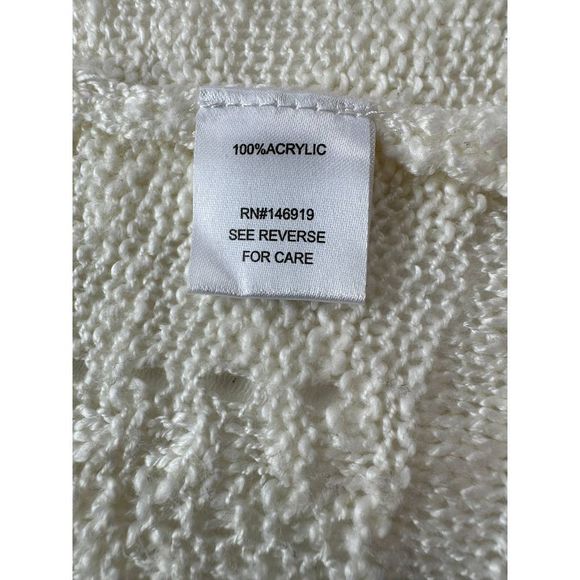 100%ACRYLIC
RN#146919
SEE REVERSE
FOR CARE